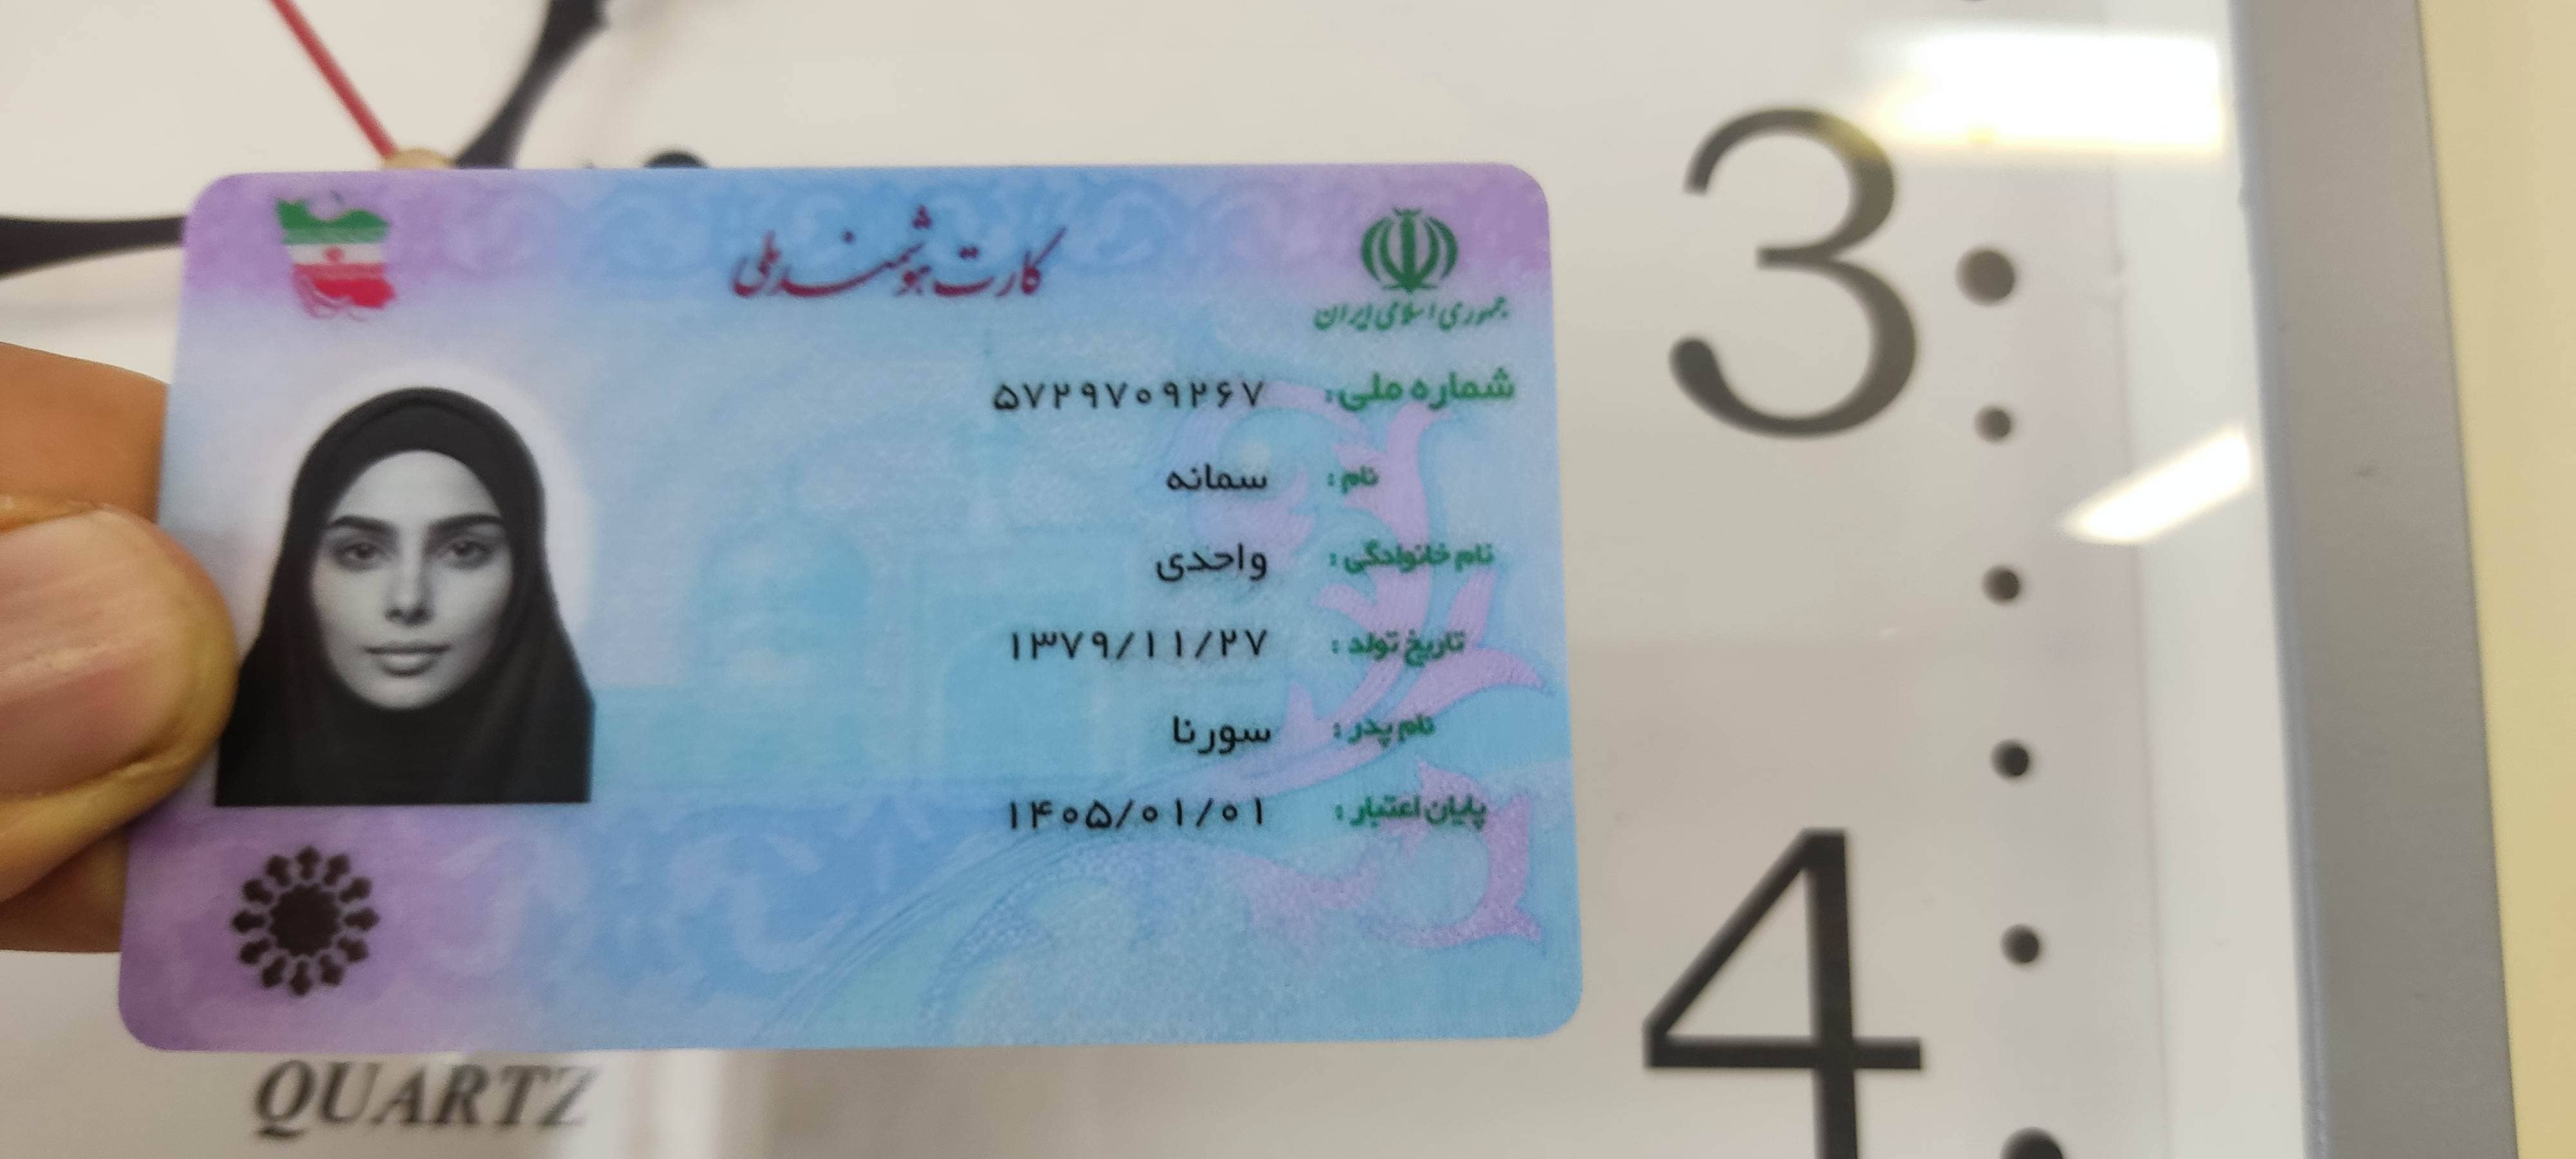 کارت هوشمند ملی
جمهوری اسلامی ایران
شماره ملی: ۵۷۲۹۷۰۹۲۶۷
نام: سمانه
نام خانوادگی: واحدی
تاریخ تولد: ۱۳۷۹/۱۱/۲۷
نام پدر: سورنا
پایان اعتبار: ۱۴۰۵/۰۱/۰۱
3
4
QUARTZ